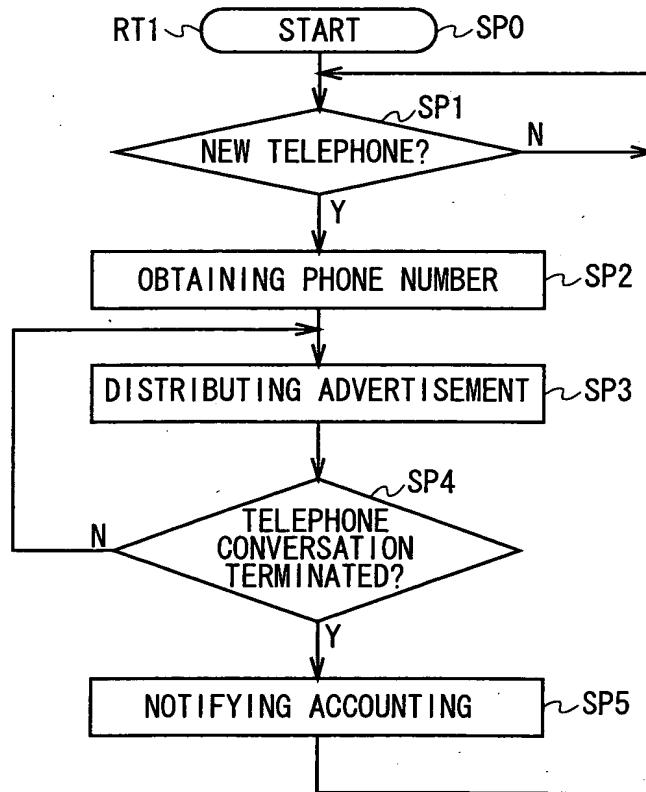 RT1 START SP0
SP1
NEW TELEPHONE? N
Y
OBTAINING PHONE NUMBER SP2
DISTRIBUTING ADVERTISEMENT SP3
SP4
N TELEPHONE
CONVERSATION
TERMINATED?
Y
NOTIFYING ACCOUNTING SP5